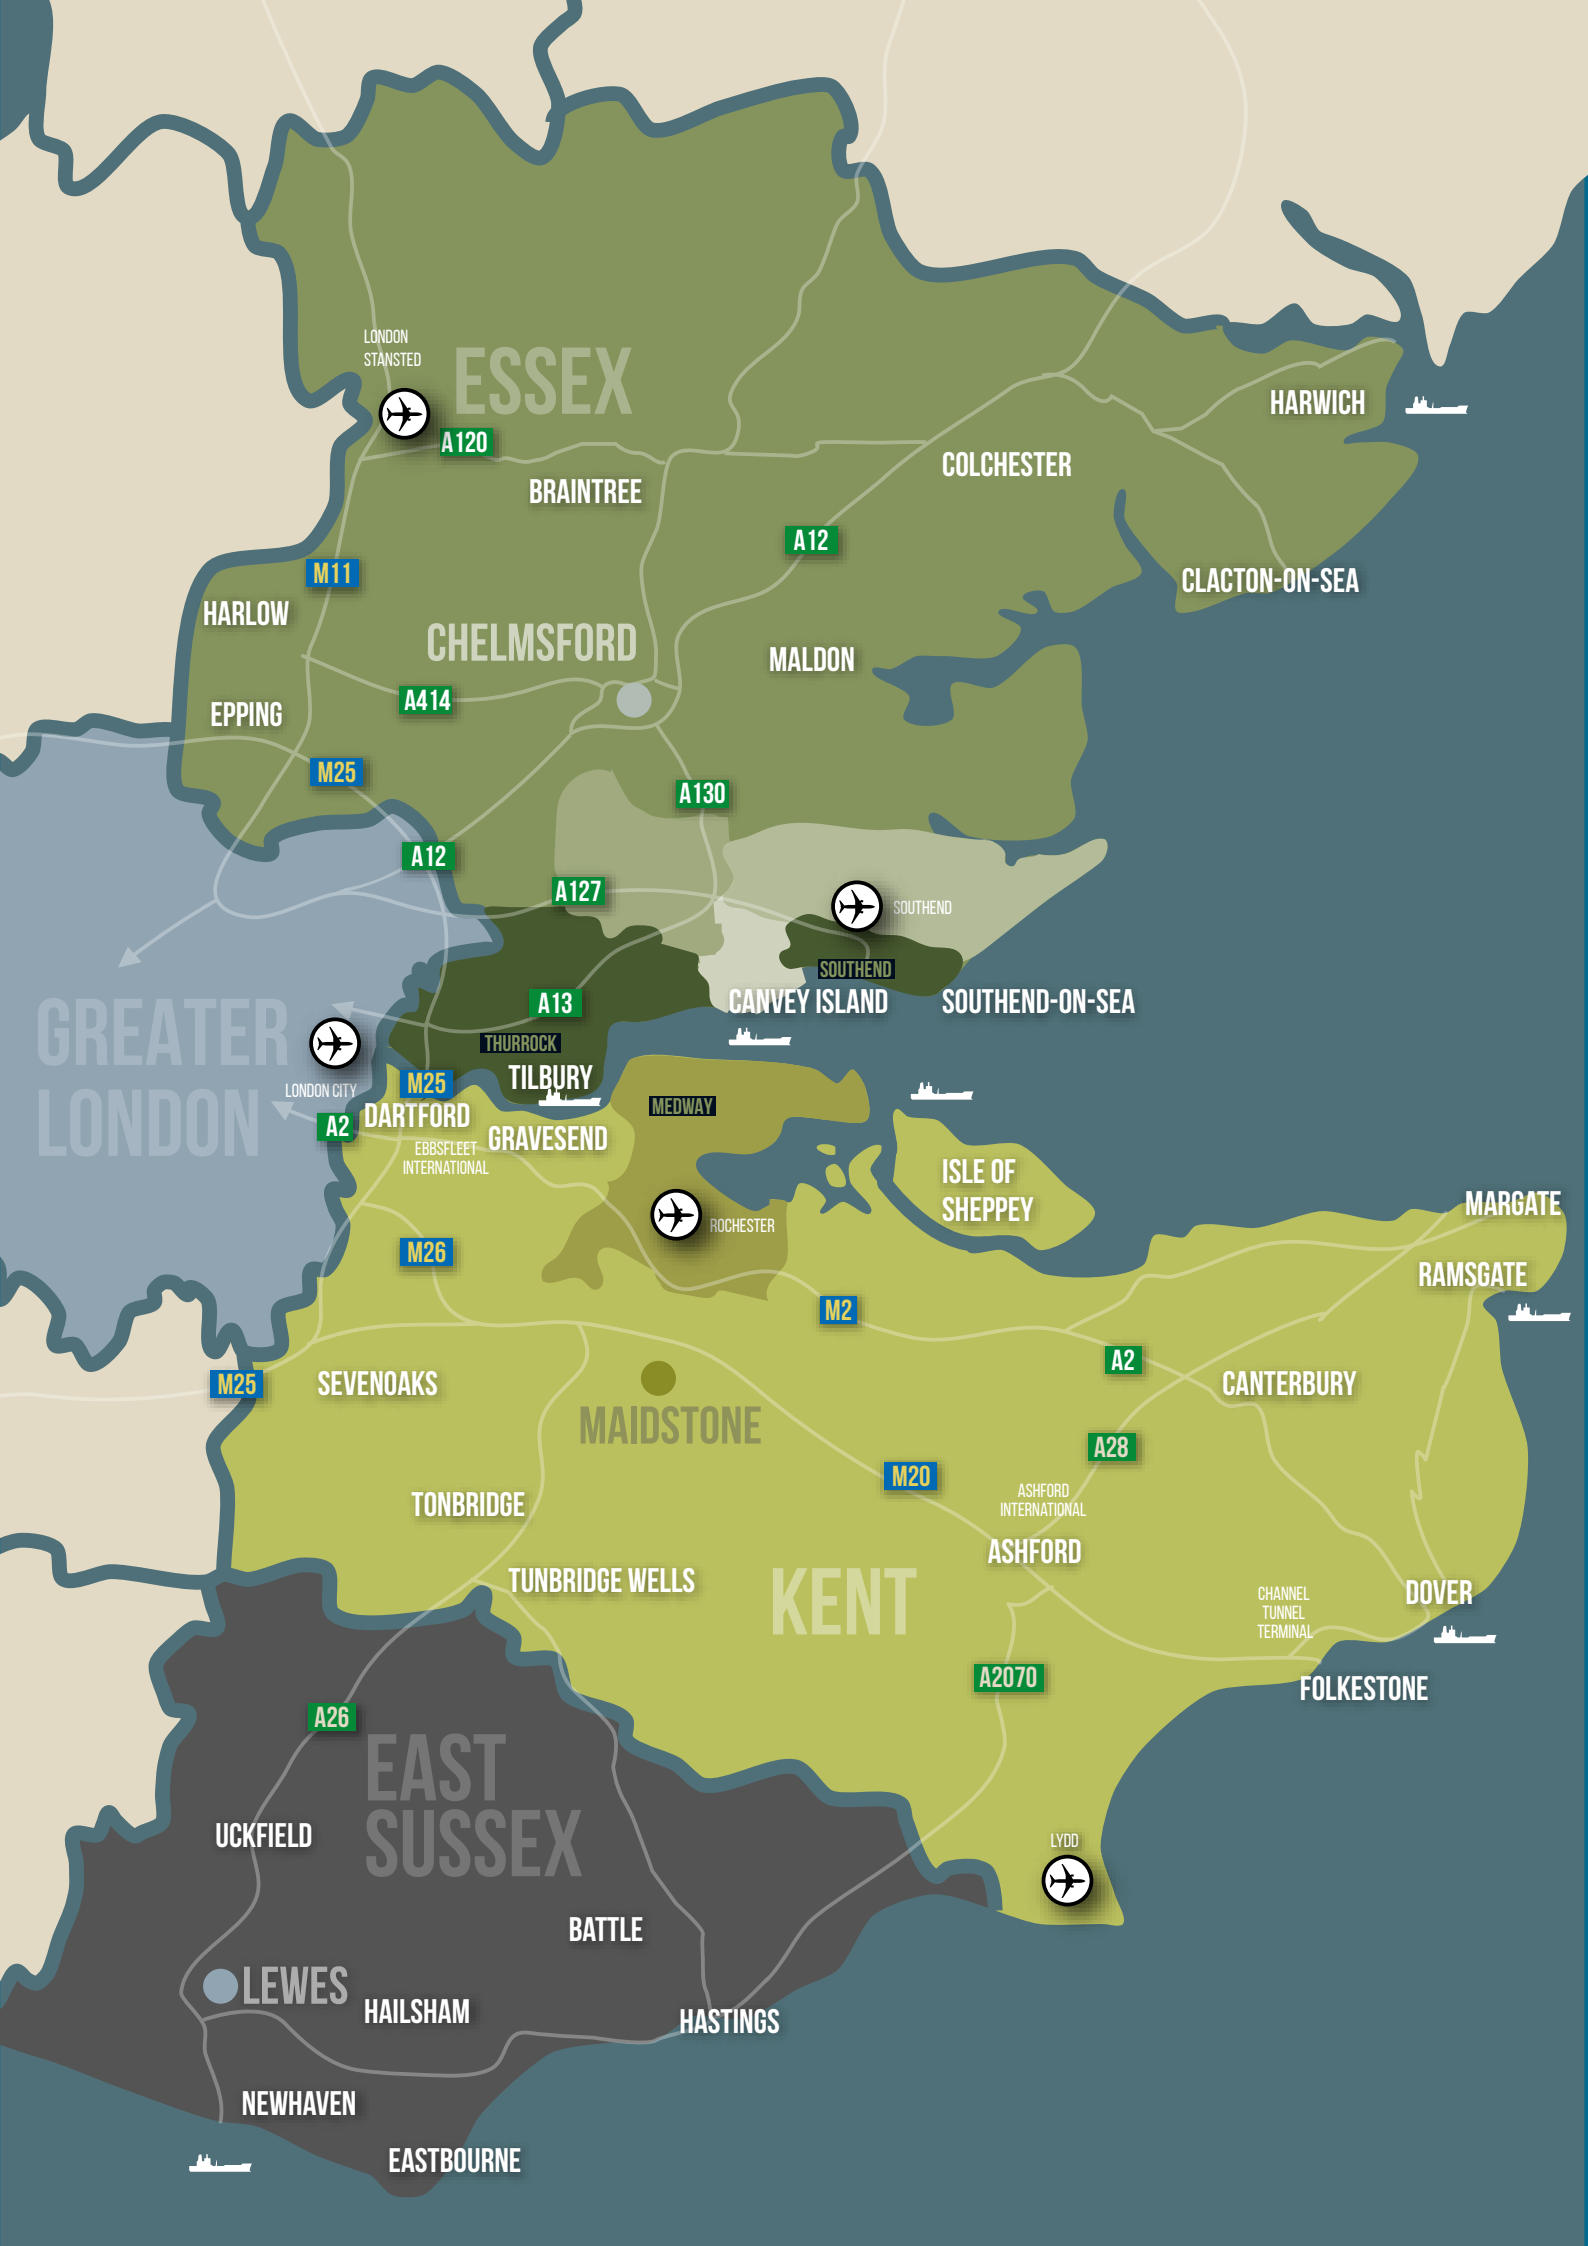 LONDON
STANSTED
ESSEX
A120
BRAINTREE
HARWICH
COLCHESTER
A12
M11
CLACTON-ON-SEA
HARLOW
CHELMSFORD
MALDON
A414
EPPING
M25
A130
A12
A127
SOUTHEND
SOUTHEND
A13
CANVEY ISLAND
SOUTHEND-ON-SEA
GREATER
LONDON
THURROCK
TILBURY
LONDON CITY
M25
MEDWAY
A2
DARTFORD
GRAVESEND
EBBSFLEET
INTERNATIONAL
ISLE OF
SHEPPEY
ROCHESTER
MARGATE
M26
RAMSGATE
M2
A2
M25
SEVENOAKS
CANTERBURY
MAIDSTONE
A28
M20
ASHFORD
INTERNATIONAL
TONBRIDGE
ASHFORD
TUNBRIDGE WELLS
KENT
CHANNEL
TUNNEL
TERMINAL
DOVER
A2070
FOLKESTONE
A26
EAST
SUSSEX
UCKFIELD
LYDD
BATTLE
LEWES
HAILSHAM
HASTINGS
NEWHAVEN
EASTBOURNE